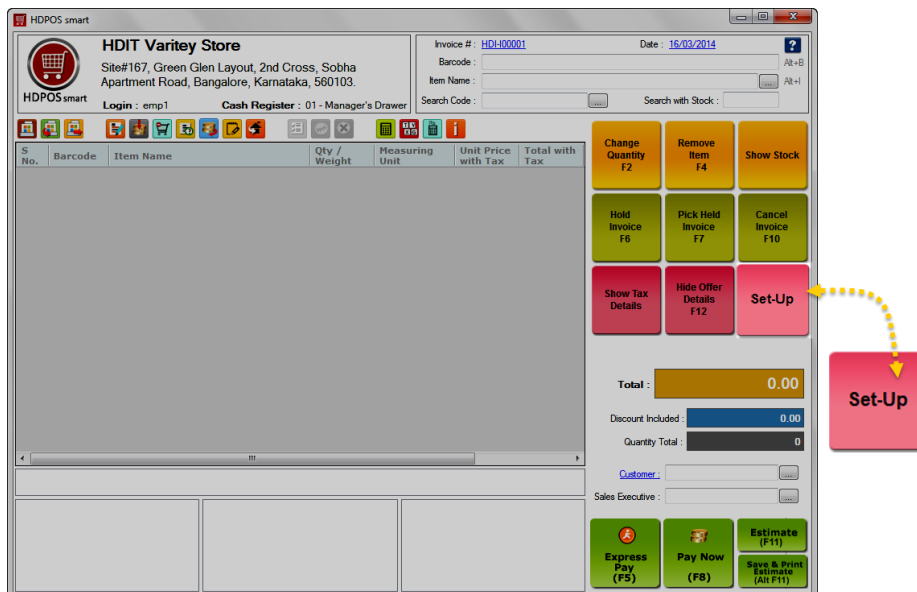 HDPOS smart
HDIT Varitey Store
Site#167, Green Glen Layout, 2nd Cross, Sobha
Apartment Road, Bangalore, Karnataka, 560103.
HDPOS smart
Login : emp1 Cash Register : 01 - Manager's Drawer
Invoice # : HDI-I00001 Date : 16/03/2014 ?
Barcode : Alt+B
Item Name : ... Alt+I
Search Code : ... Search with Stock :
S No. Barcode Item Name Qty / Weight Measuring Unit Unit Price with Tax Total with Tax
Change Quantity F2
Remove Item F4
Show Stock
Hold Invoice F6
Pick Held Invoice F7
Cancel Invoice F10
Show Tax Details
Hide Offer Details F12
Set-Up
Set-Up
Total : 0.00
Discount Included : 0.00
Quantity Total : 0
Customer : ...
Sales Executive : ...
Express Pay (F5)
Pay Now (F8)
Estimate (F11)
Save & Print Estimate (Alt F11)